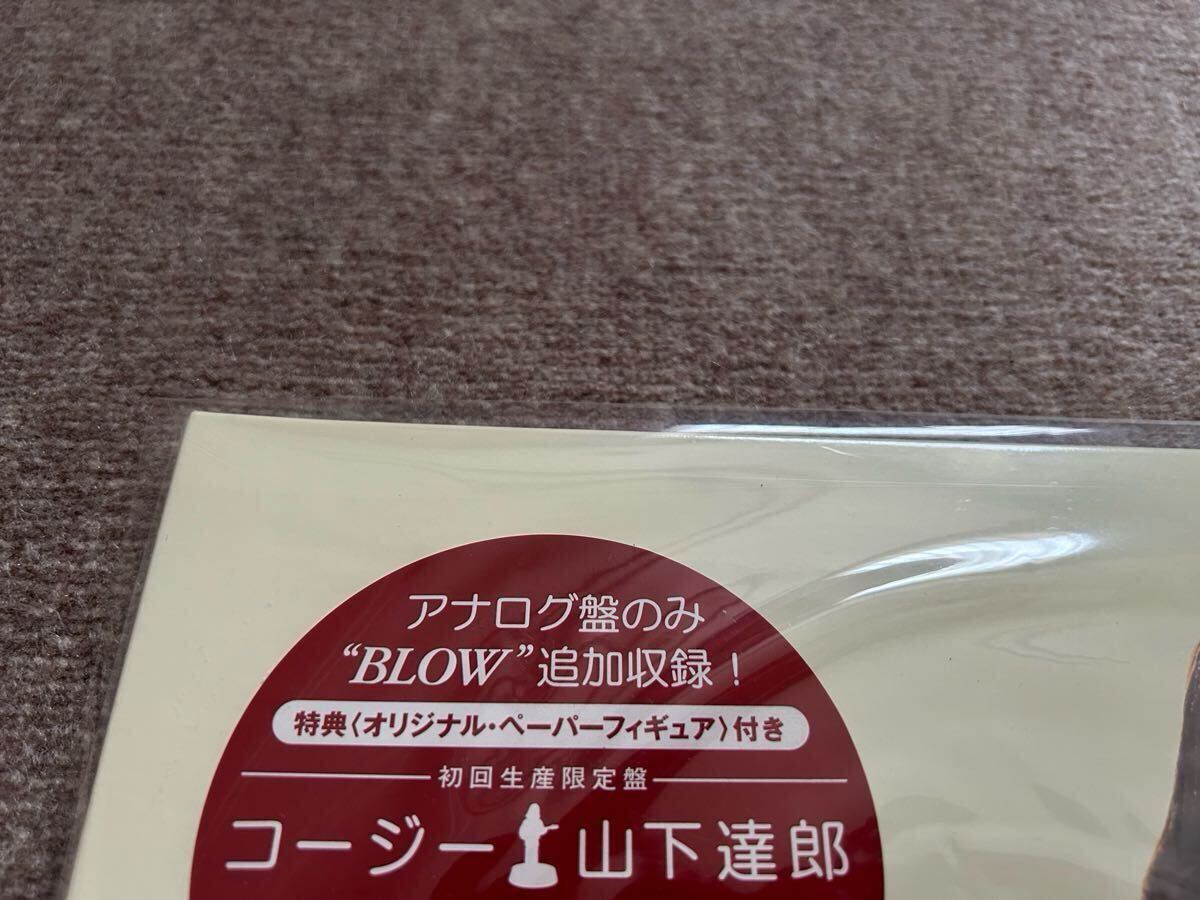 アナログ盤のみ
“BLOW”追加収録！
特典〈オリジナル・ペーパーフィギュア〉付き
初回生産限定盤
コージー 山下達郎